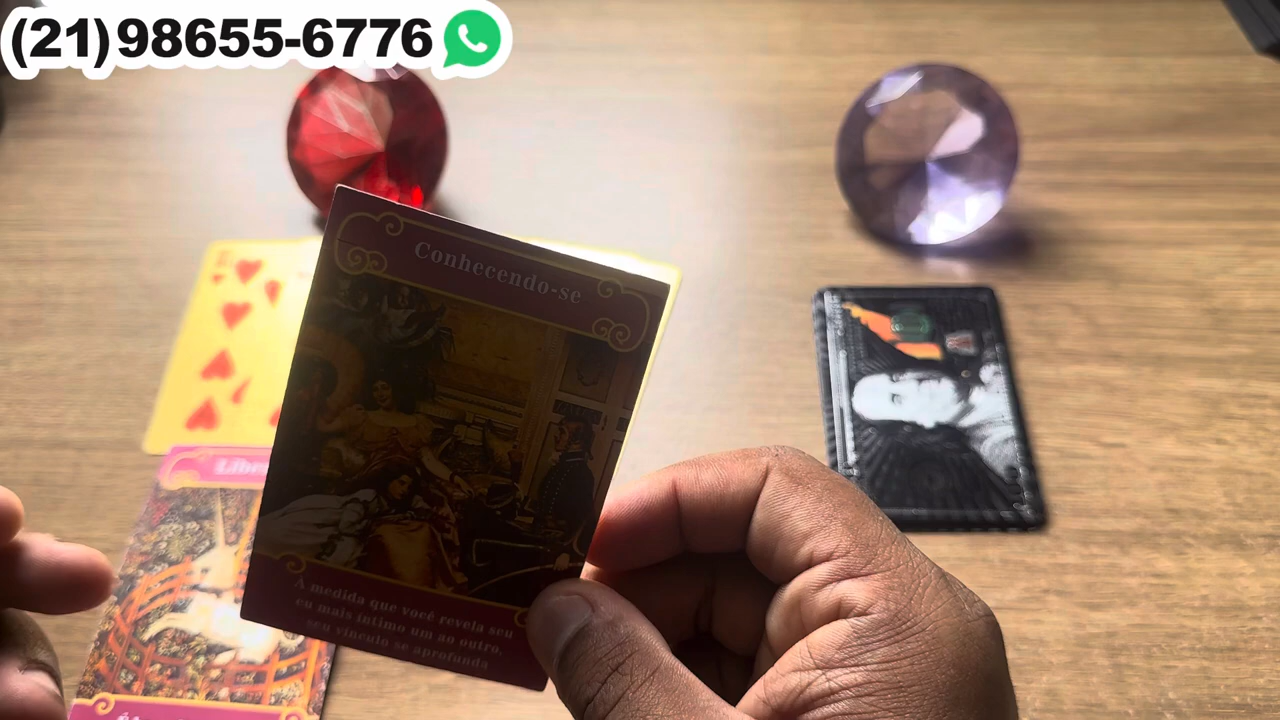 (21)98655-6776
Conhecendo-se
À medida que você revela seu
eu mais íntimo um ao outro,
seu vínculo se aprofunda